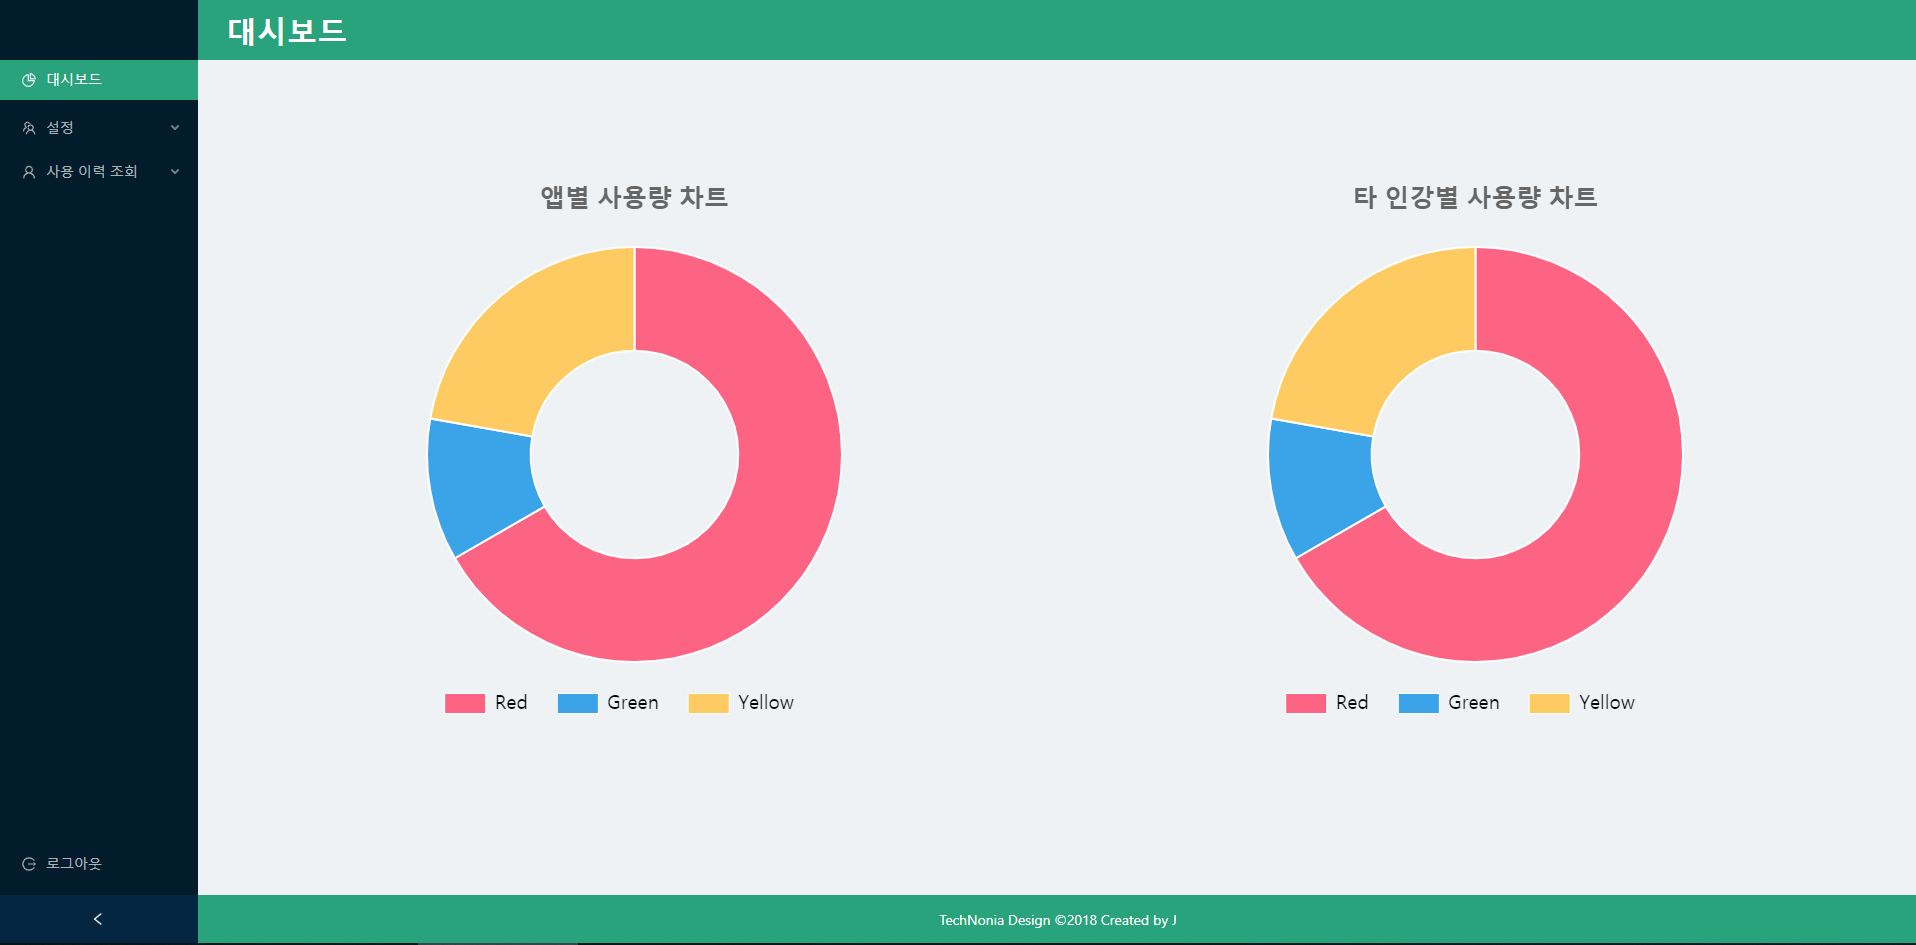 대시보드
대시보드
설정
사용 이력 조회
앱별 사용량 차트
Red Green Yellow
타 인강별 사용량 차트
Red Green Yellow
로그아웃
TechNonia Design ©2018 Created by J